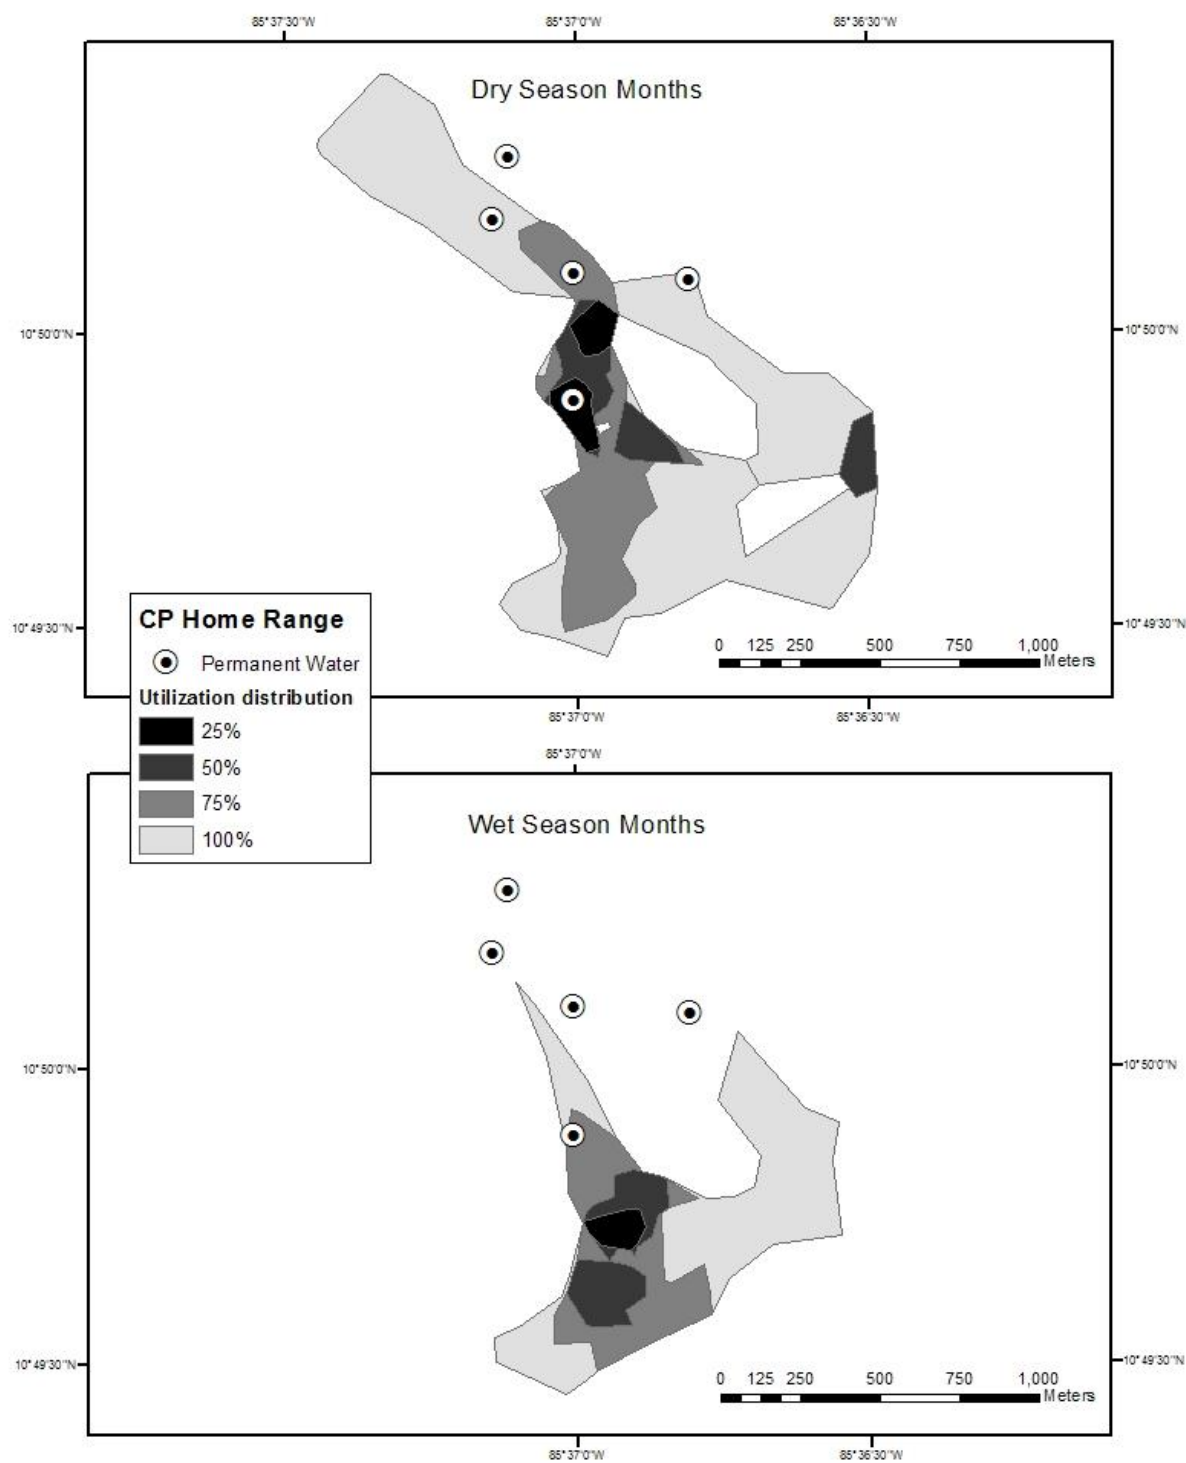 85°37'30"W 85°37'0"W 85°36'30"W
Dry Season Months
10°50'0"N 10°50'0"N
10°49'30"N 10°49'30"N
0 125 250 500 750 1,000
Meters
85°37'0"W 85°36'30"W
CP Home Range
Permanent Water
Utilization distribution
25%
50%
75%
100%
85°37'0"W
Wet Season Months
10°50'0"N 10°50'0"N
10°49'30"N 10°49'30"N
0 125 250 500 750 1,000
Meters
85°37'0"W 85°36'30"W